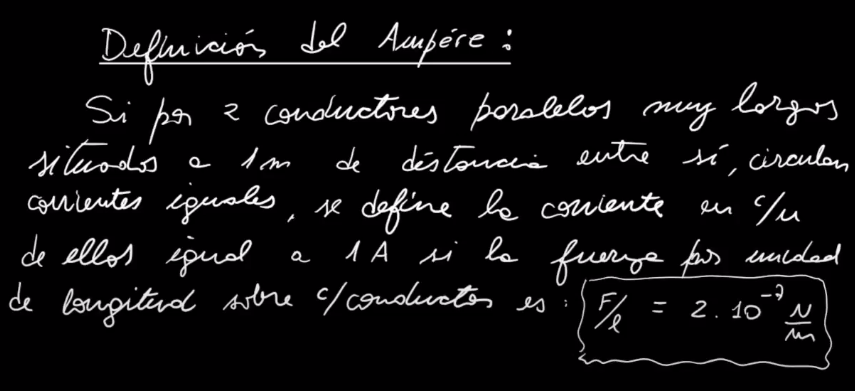 Definición del Ampére:
Si por 2 conductores paralelos muy largos
situados a 1m de distancia entre sí, circulan
corrientes iguales, se define la corriente en c/u
de ellos igual a 1A si la fuerza por unidad
de longitud sobre c/conductor es: F/l = 2.10⁻⁷ N/m